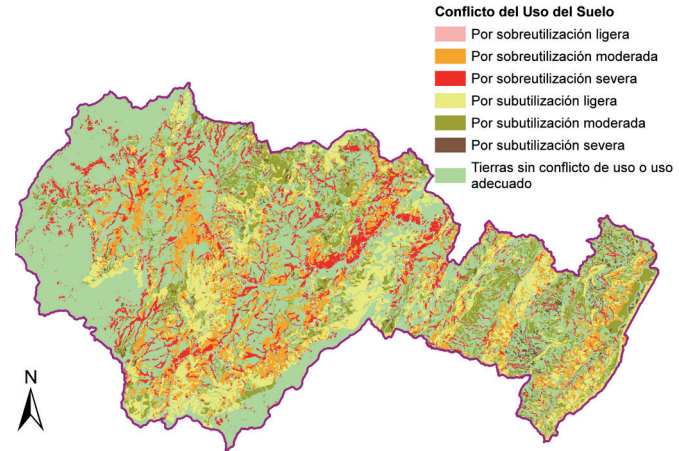 Conflicto del Uso del Suelo
Por sobreutilización ligera
Por sobreutilización moderada
Por sobreutilización severa
Por subutilización ligera
Por subutilización moderada
Por subutilización severa
Tierras sin conflicto de uso o uso
adecuado
N